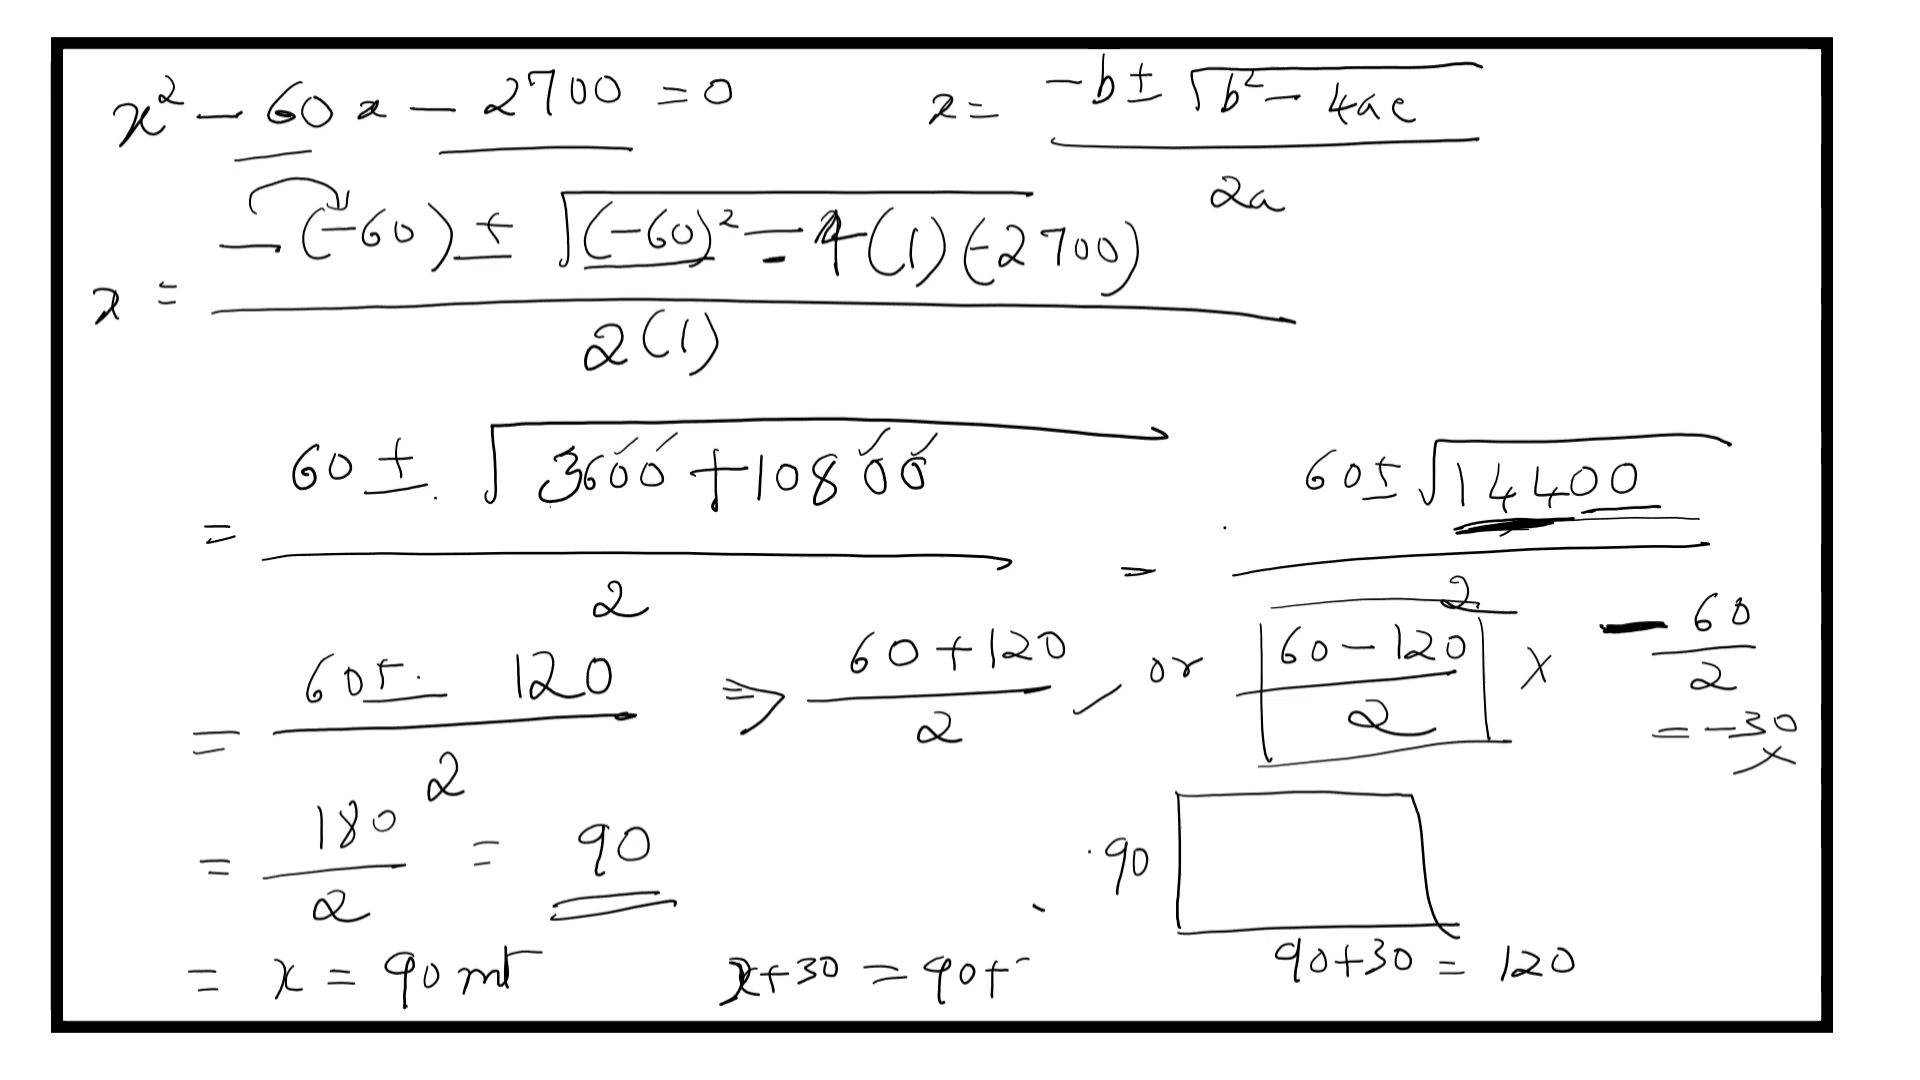 x² - 60x - 2700 = 0
x = (-b ± √(b² - 4ac)) / 2a
x = (-(-60) ± √((-60)² - 4(1)(-2700))) / 2(1)
= (60 ± √(3600 + 10800)) / 2 = (60 ± √14400) / 2
= (60 ± 120) / 2 ⇒ (60 + 120) / 2 ✓ or (60 - 120) / 2 × -60/2
= -30 ×
= 180/2 = 90
90
= x = 90 mt x+30 = 90+-
90+30 = 120